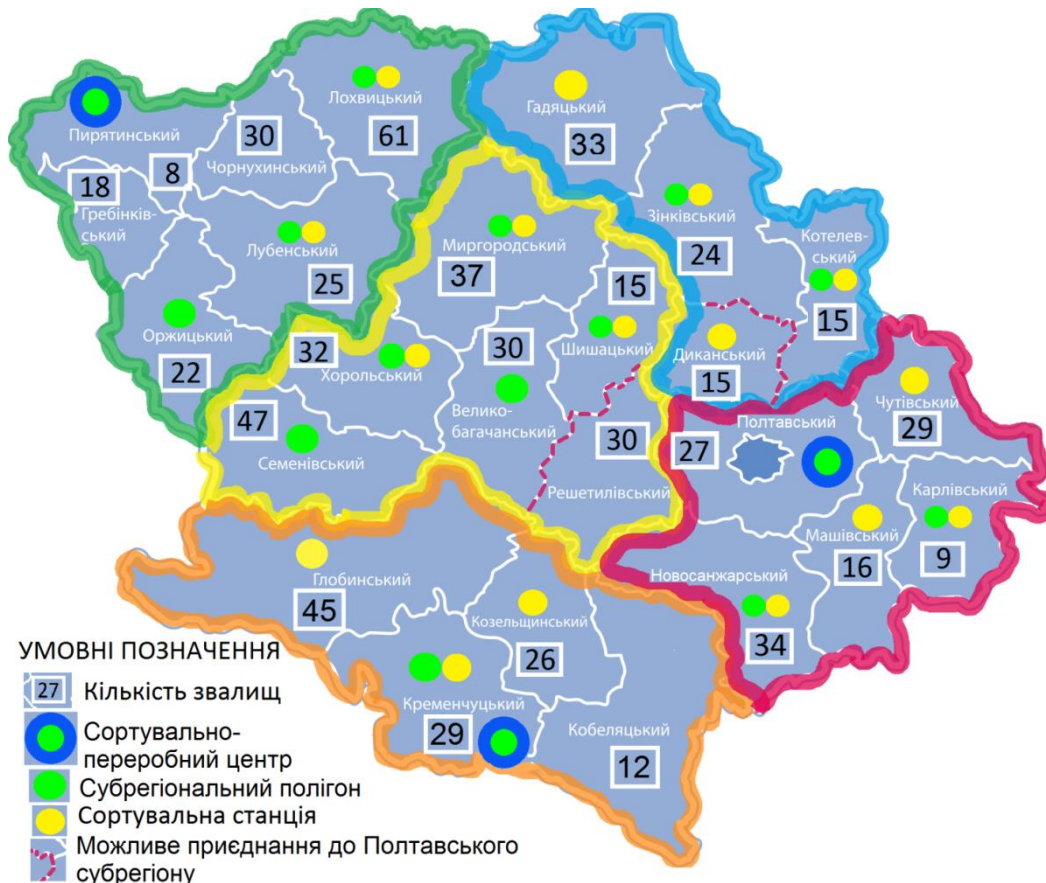 Лохвицький
61
Гадяцький
33
Пирятинський
8
30
Чорнухинський
18
Гребінків-
ський
Лубенський
25
Миргородський
37
Зінківський
24
Котелев-
ський
15
Оржицький
22
32
Хорольський
30
Велико-
багачанський
15
Шишацький
Диканський
15
47
Семенівський
30
Решетилівський
Полтавський
27
Чутівський
29
Карлівський
9
Машівський
16
Новосанжарський
34
Глобинський
45
Козельщинський
26
Кременчуцький
29
Кобеляцький
12
УМОВНІ ПОЗНАЧЕННЯ
27 Кількість звалищ
Сортувально-
переробний центр
Субрегіональний полігон
Сортувальна станція
Можливе приєднання до Полтавського
субрегіону